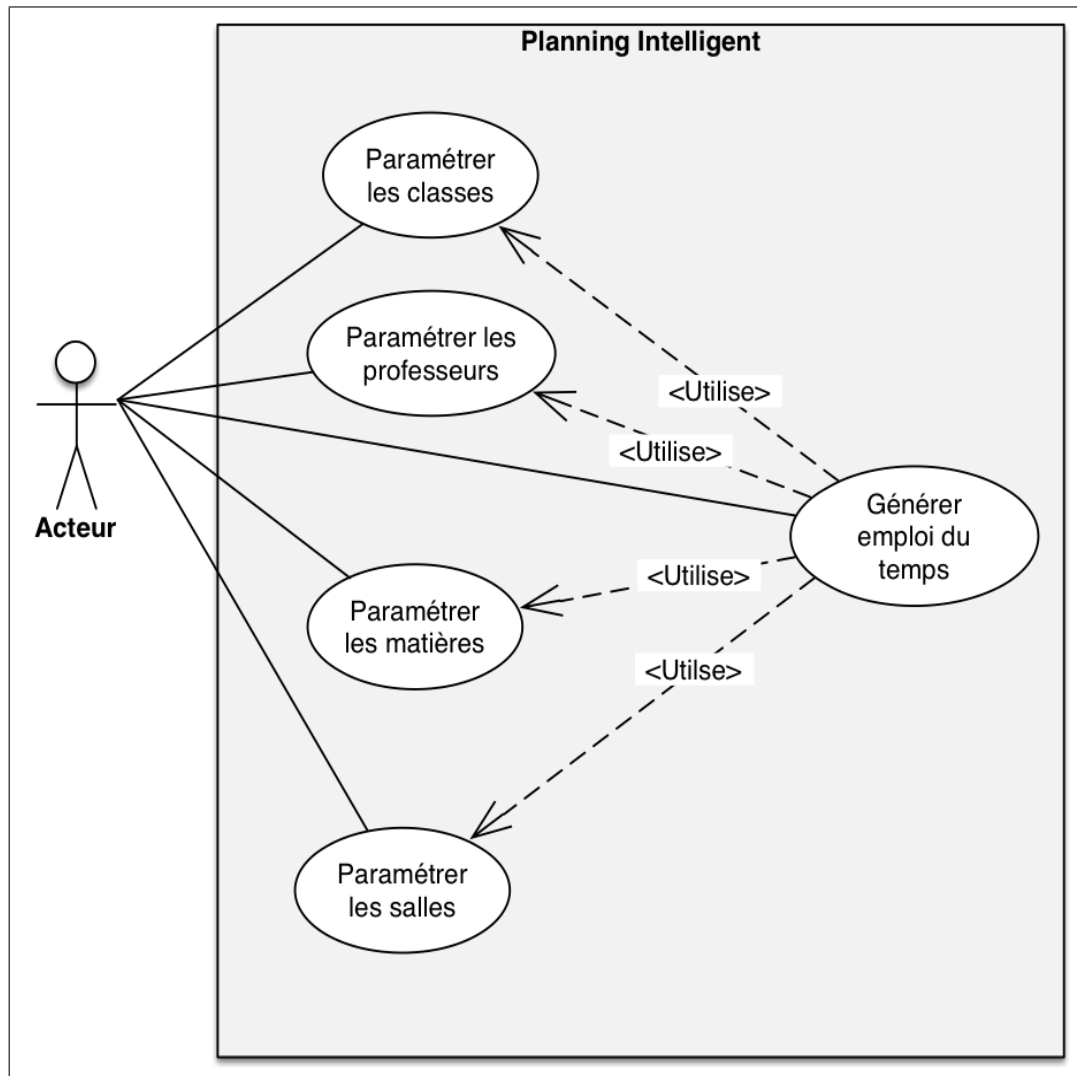 Planning Intelligent
Paramétrer
les classes
Paramétrer les
professeurs
<Utilise>
<Utilise>
Générer
emploi du
temps
Acteur
<Utilise>
Paramétrer
les matières
<Utilse>
Paramétrer
les salles